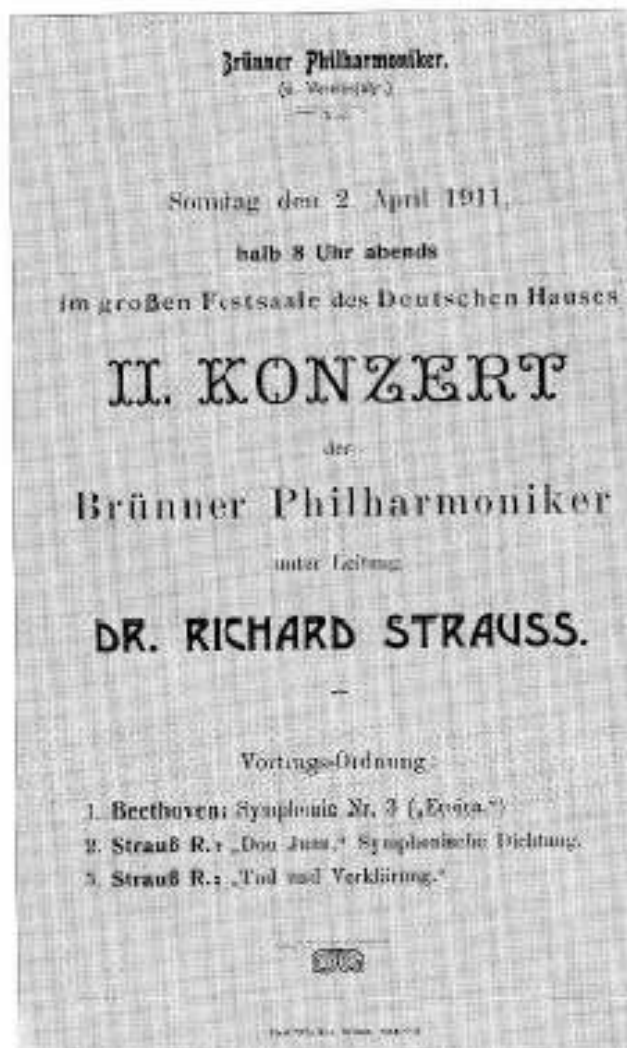 Brünner Philharmoniker.
Sonntag den 2. April 1911,
halb 8 Uhr abends
im großen Festsaale des Deutschen Hauses
II. KONZERT
der
Brünner Philharmoniker
unter Leitung
DR. RICHARD STRAUSS.
Vortrags-Ordnung:
1. Beethoven: Symphonie Nr. 3 („Eroica.“)
2. Strauß R.: „Don Juan,“ Symphonische Dichtung.
3. Strauß R.: „Tod und Verklärung.“